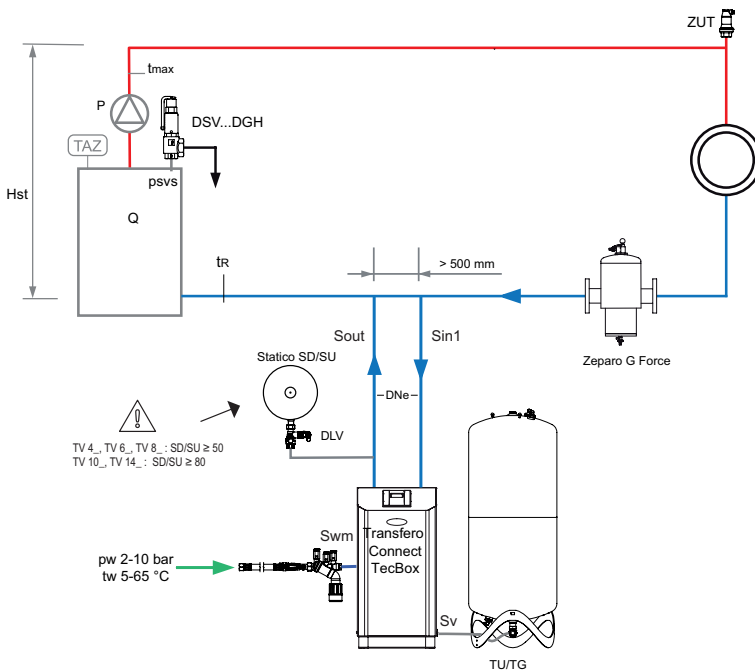 ZUT
tmax
P
DSV...DGH
TAZ
psvs
Hst
Q
tR
> 500 mm
Zeparo G Force
Sout
Sin1
Statico SD/SU
DNe
DLV
TV 4_, TV 6_, TV 8_ : SD/SU ≥ 50
TV 10_, TV 14_ : SD/SU ≥ 80
Swm
Transfero
Connect
TecBox
pw 2-10 bar
tw 5-65 °C
Sv
TU/TG